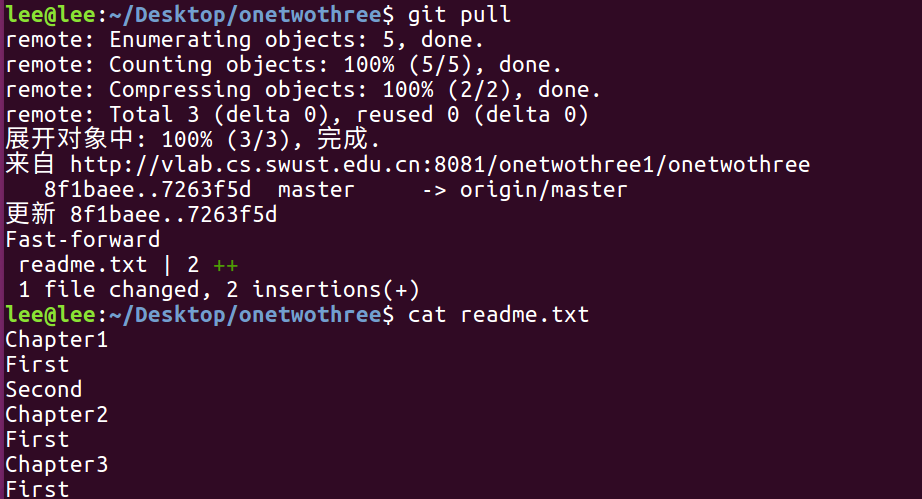 lee@lee:~/Desktop/onetwothree$ git pull
remote: Enumerating objects: 5, done.
remote: Counting objects: 100% (5/5), done.
remote: Compressing objects: 100% (2/2), done.
remote: Total 3 (delta 0), reused 0 (delta 0)
展开对象中: 100% (3/3), 完成.
来自 http://vlab.cs.swust.edu.cn:8081/onetwothree1/onetwothree
   8f1baee..7263f5d  master     -> origin/master
更新 8f1baee..7263f5d
Fast-forward
 readme.txt | 2 ++
 1 file changed, 2 insertions(+)
lee@lee:~/Desktop/onetwothree$ cat readme.txt
Chapter1
First
Second
Chapter2
First
Chapter3
First